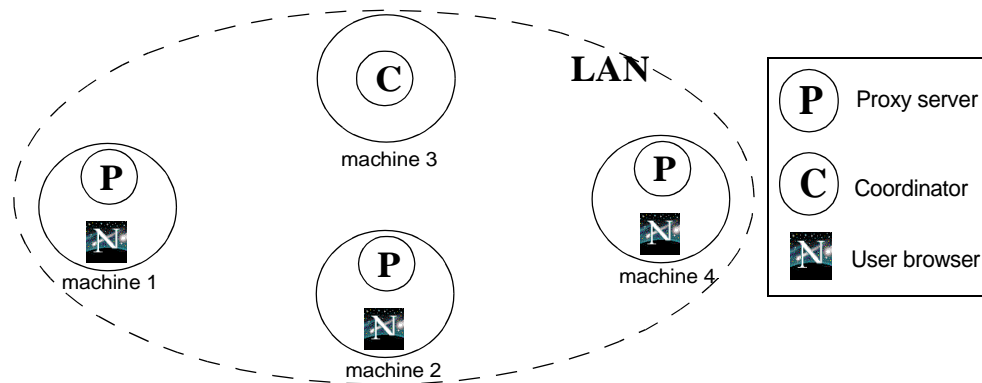 C
LAN
machine 3
P
N
machine 1
P
N
machine 2
P
N
machine 4
P Proxy server
C Coordinator
N User browser